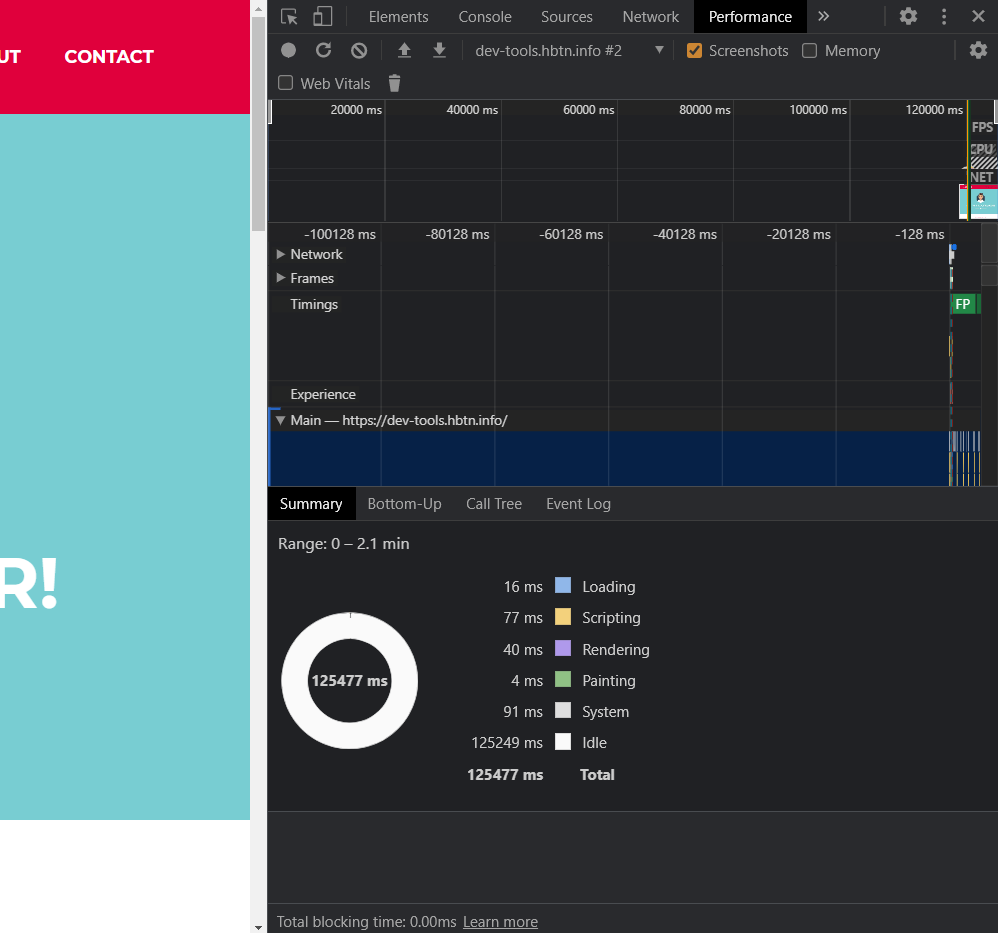 UT CONTACT
R!
Elements Console Sources Network Performance »
dev-tools.hbtn.info #2 ▼ Screenshots Memory
Web Vitals
20000 ms 40000 ms 60000 ms 80000 ms 100000 ms 120000 ms
FPS
CPU
NET
-100128 ms -80128 ms -60128 ms -40128 ms -20128 ms -128 ms
Network
Frames
Timings FP
Experience
Main — https://dev-tools.hbtn.info/
Summary Bottom-Up Call Tree Event Log
Range: 0 – 2.1 min
16 ms Loading
77 ms Scripting
40 ms Rendering
4 ms Painting
91 ms System
125249 ms Idle
125477 ms Total
125477 ms
Total blocking time: 0.00ms Learn more